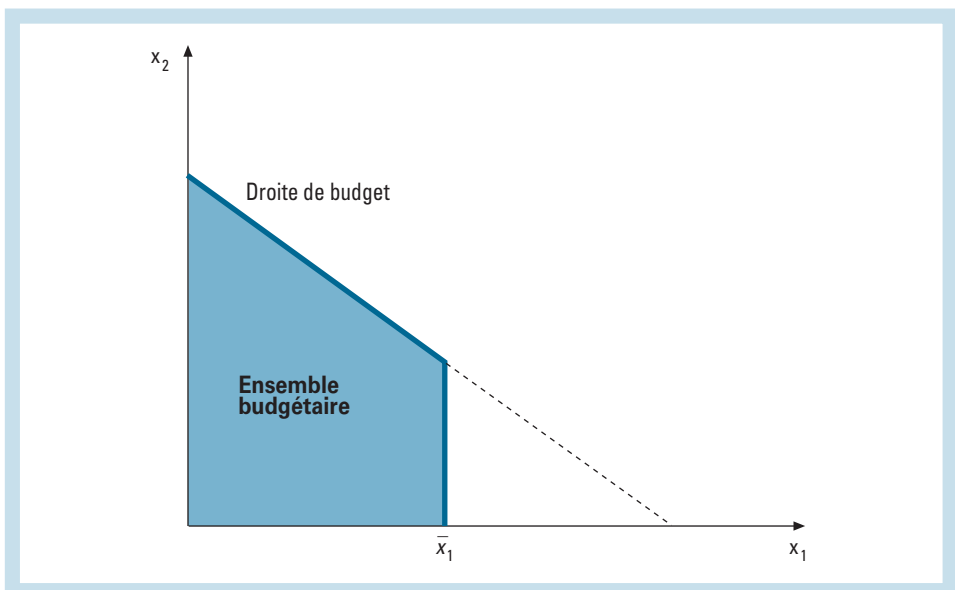 x₂
Droite de budget
Ensemble
budgétaire
x̄₁
x₁